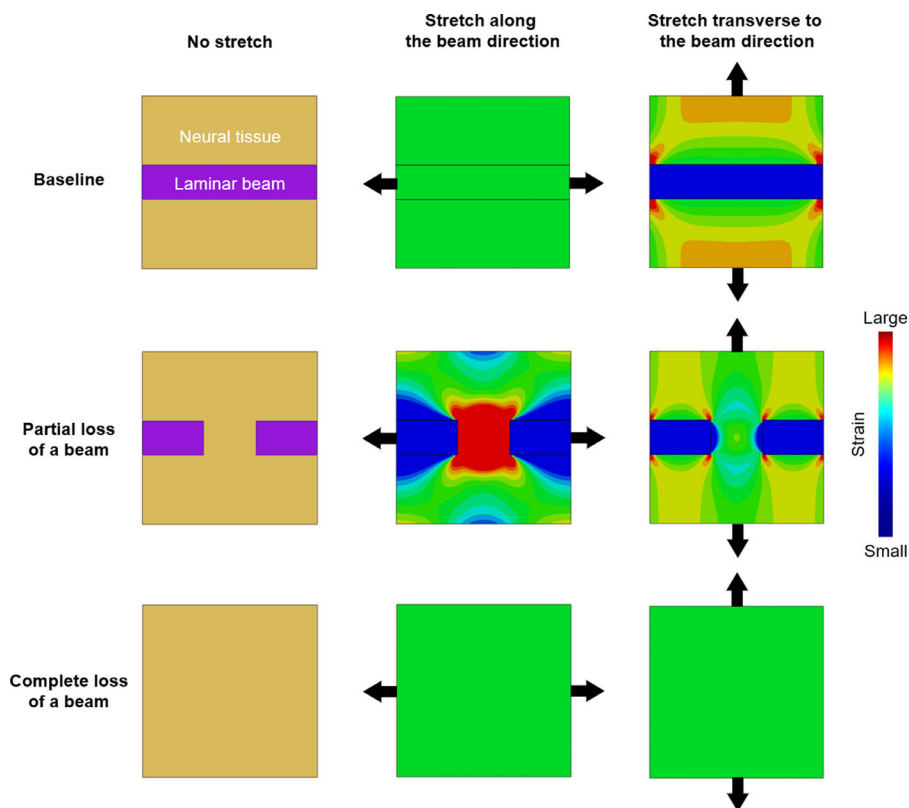 No stretch
Stretch along
the beam direction
Stretch transverse to
the beam direction
Baseline
Neural tissue
Laminar beam
Partial loss
of a beam
Large
Strain
Small
Complete loss
of a beam